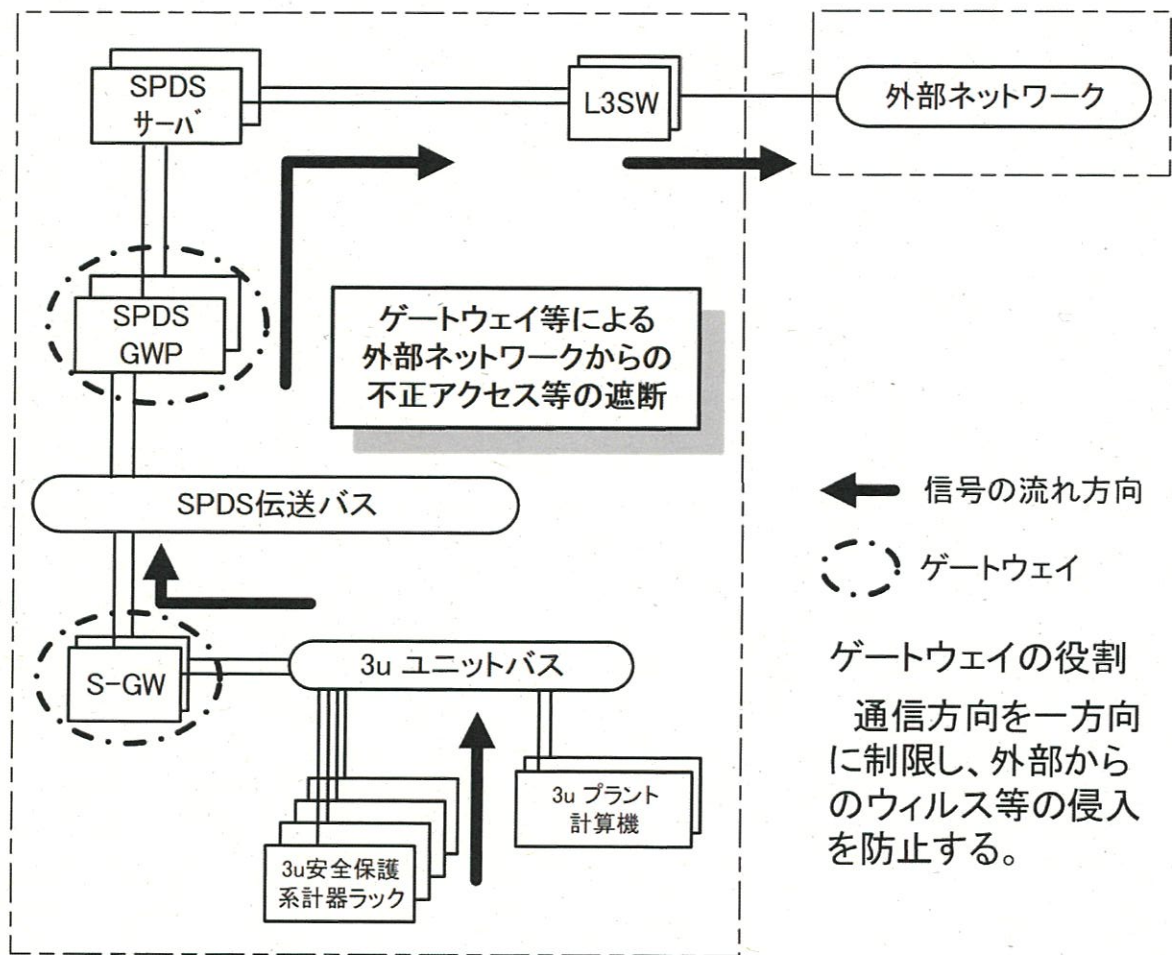 SPDS
サーバ
L3SW
外部ネットワーク
SPDS
GWP
ゲートウェイ等による
外部ネットワークからの
不正アクセス等の遮断
SPDS伝送バス
信号の流れ方向
ゲートウェイ
S-GW
3u ユニットバス
3u プラント
計算機
3u安全保護
系計器ラック
ゲートウェイの役割
通信方向を一方向
に制限し、外部から
のウィルス等の侵入
を防止する。